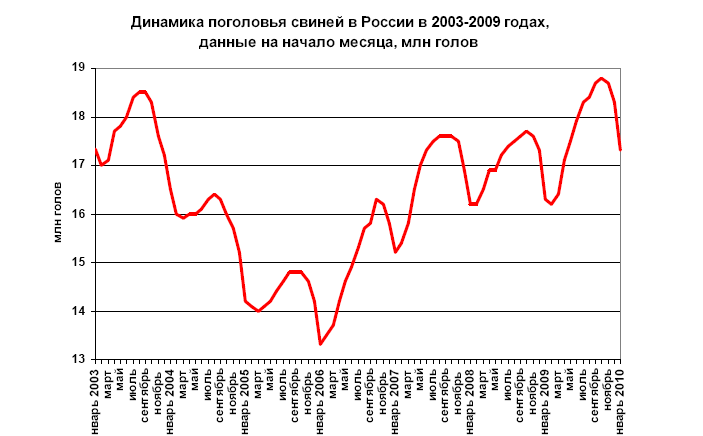 Динамика поголовья свиней в России в 2003-2009 годах,
данные на начало месяца, млн голов
млн голов
19
18
17
16
15
14
13
нварь 2003
март
май
июль
сентябрь
ноябрь
нварь 2004
март
май
июль
сентябрь
ноябрь
нварь 2005
март
май
июль
сентябрь
ноябрь
нварь 2006
март
май
июль
сентябрь
ноябрь
нварь 2007
март
май
июль
сентябрь
ноябрь
нварь 2008
март
май
июль
сентябрь
ноябрь
нварь 2009
март
май
июль
сентябрь
ноябрь
нварь 2010